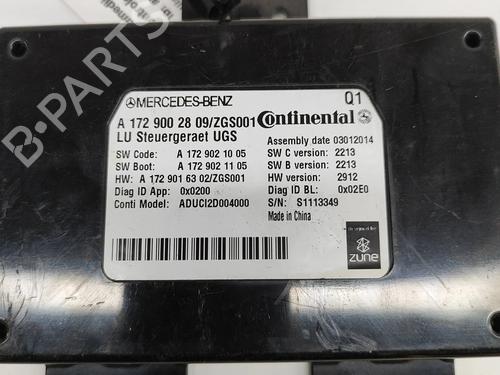 MERCEDES-BENZ Q1
A 172 900 28 09/ZGS001 Continental
LU Steuergeraet UGS Assembly date 03012014
SW Code: A 172 902 10 05 SW C version: 2213
SW Boot: A 172 902 11 05 SW B version: 2213
HW: A 172 901 63 02/ZGS001 HW version: 2912
Diag ID App: 0x0200 Diag ID BL: 0x02E0
Conti Model: ADUCI2D004000 S/N: S1113349
Made in China
zune